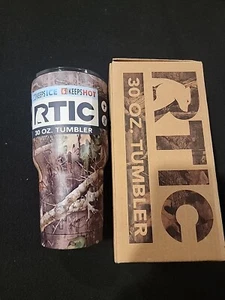 KEEPS ICE KEEPS HOT
RTIC
30 OZ. TUMBLER
RTIC
30 OZ. TUMBLER